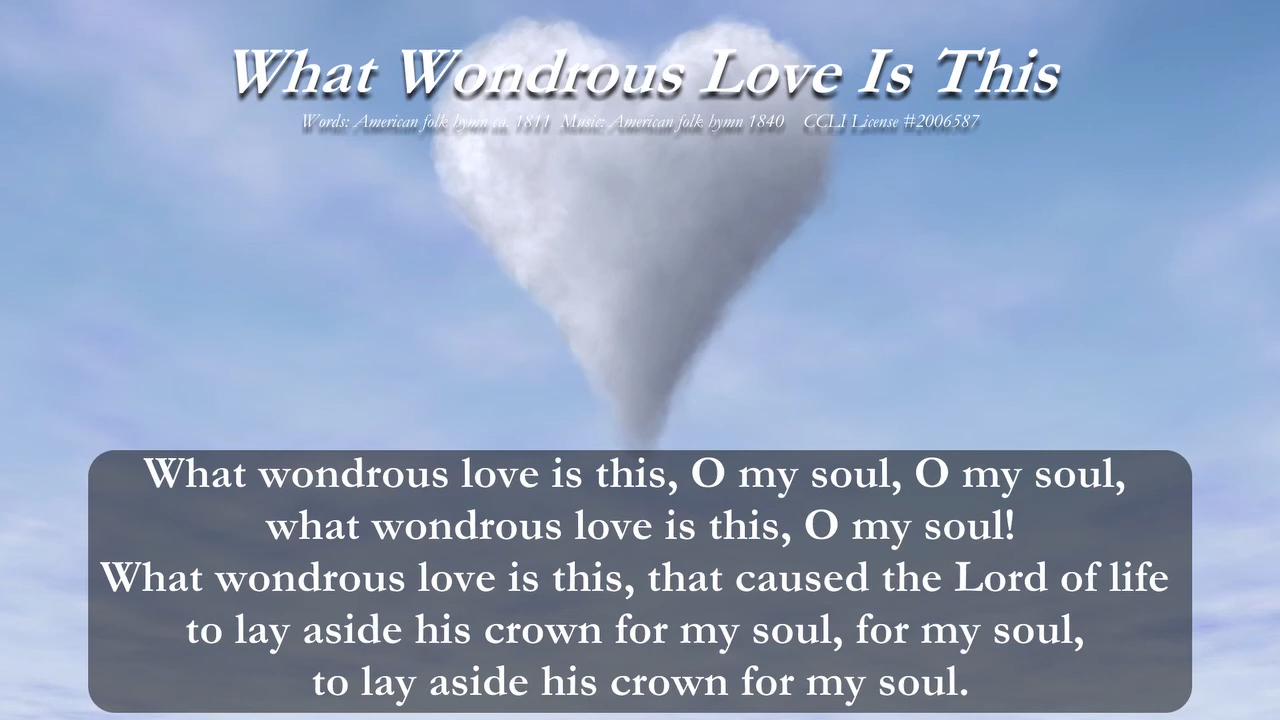 What Wondrous Love Is This
Words: American folk hymn ca. 1811 Music: American folk hymn 1840 CCLI License #2006587
What wondrous love is this, O my soul, O my soul,
what wondrous love is this, O my soul!
What wondrous love is this, that caused the Lord of life
to lay aside his crown for my soul, for my soul,
to lay aside his crown for my soul.